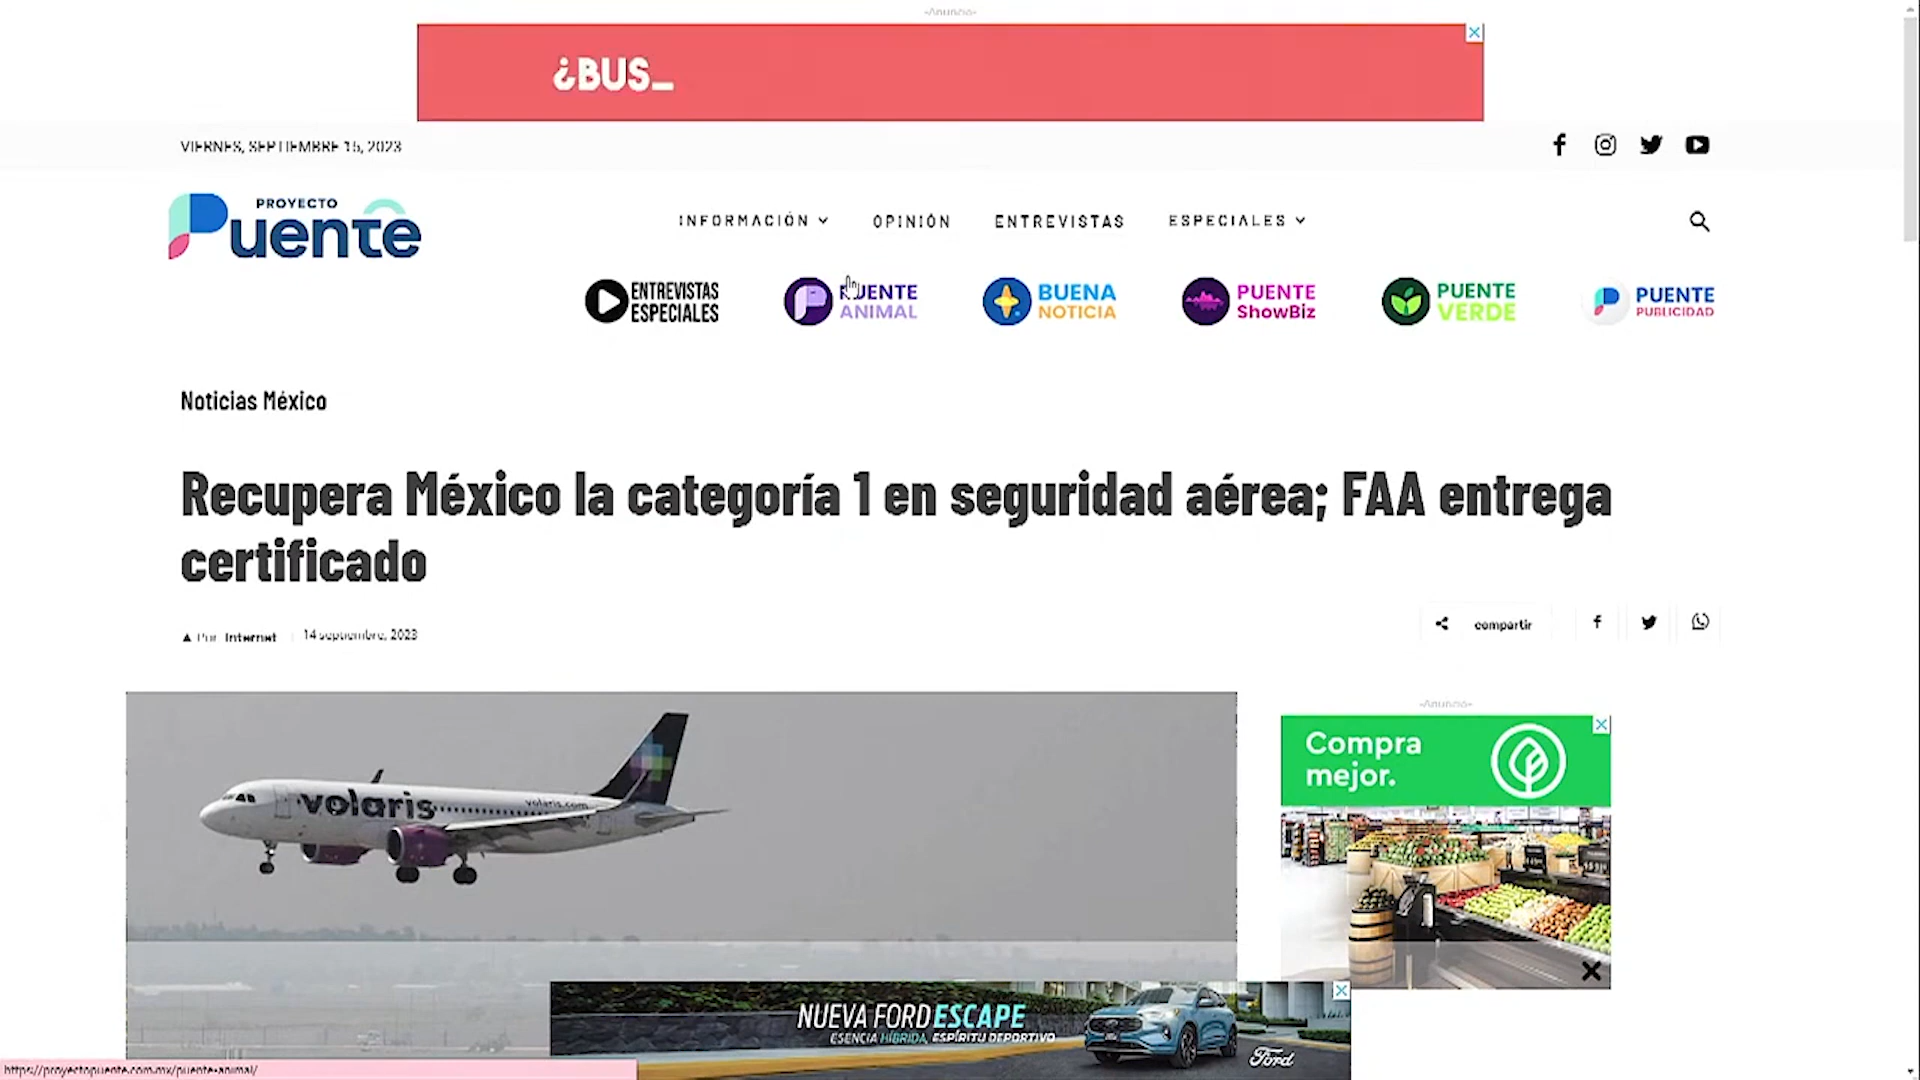 -Anuncio-
¿BUS_
VIERNES, SEPTIEMBRE 15, 2023
PROYECTO
Puente
INFORMACIÓN OPINIÓN ENTREVISTAS ESPECIALES
ENTREVISTAS
ESPECIALES
PUENTE
ANIMAL
BUENA
NOTICIA
PUENTE
ShowBiz
PUENTE
VERDE
PUENTE
PUBLICIDAD
Noticias México
Recupera México la categoría 1 en seguridad aérea; FAA entrega
certificado
Por Internet 14 septiembre, 2023
compartir
volaris
volaris.com
-Anuncio-
Compra
mejor.
NUEVA FORD ESCAPE
ESENCIA HÍBRIDA, ESPÍRITU DEPORTIVO
Ford
https://proyectopuente.com.mx/puente-animal/